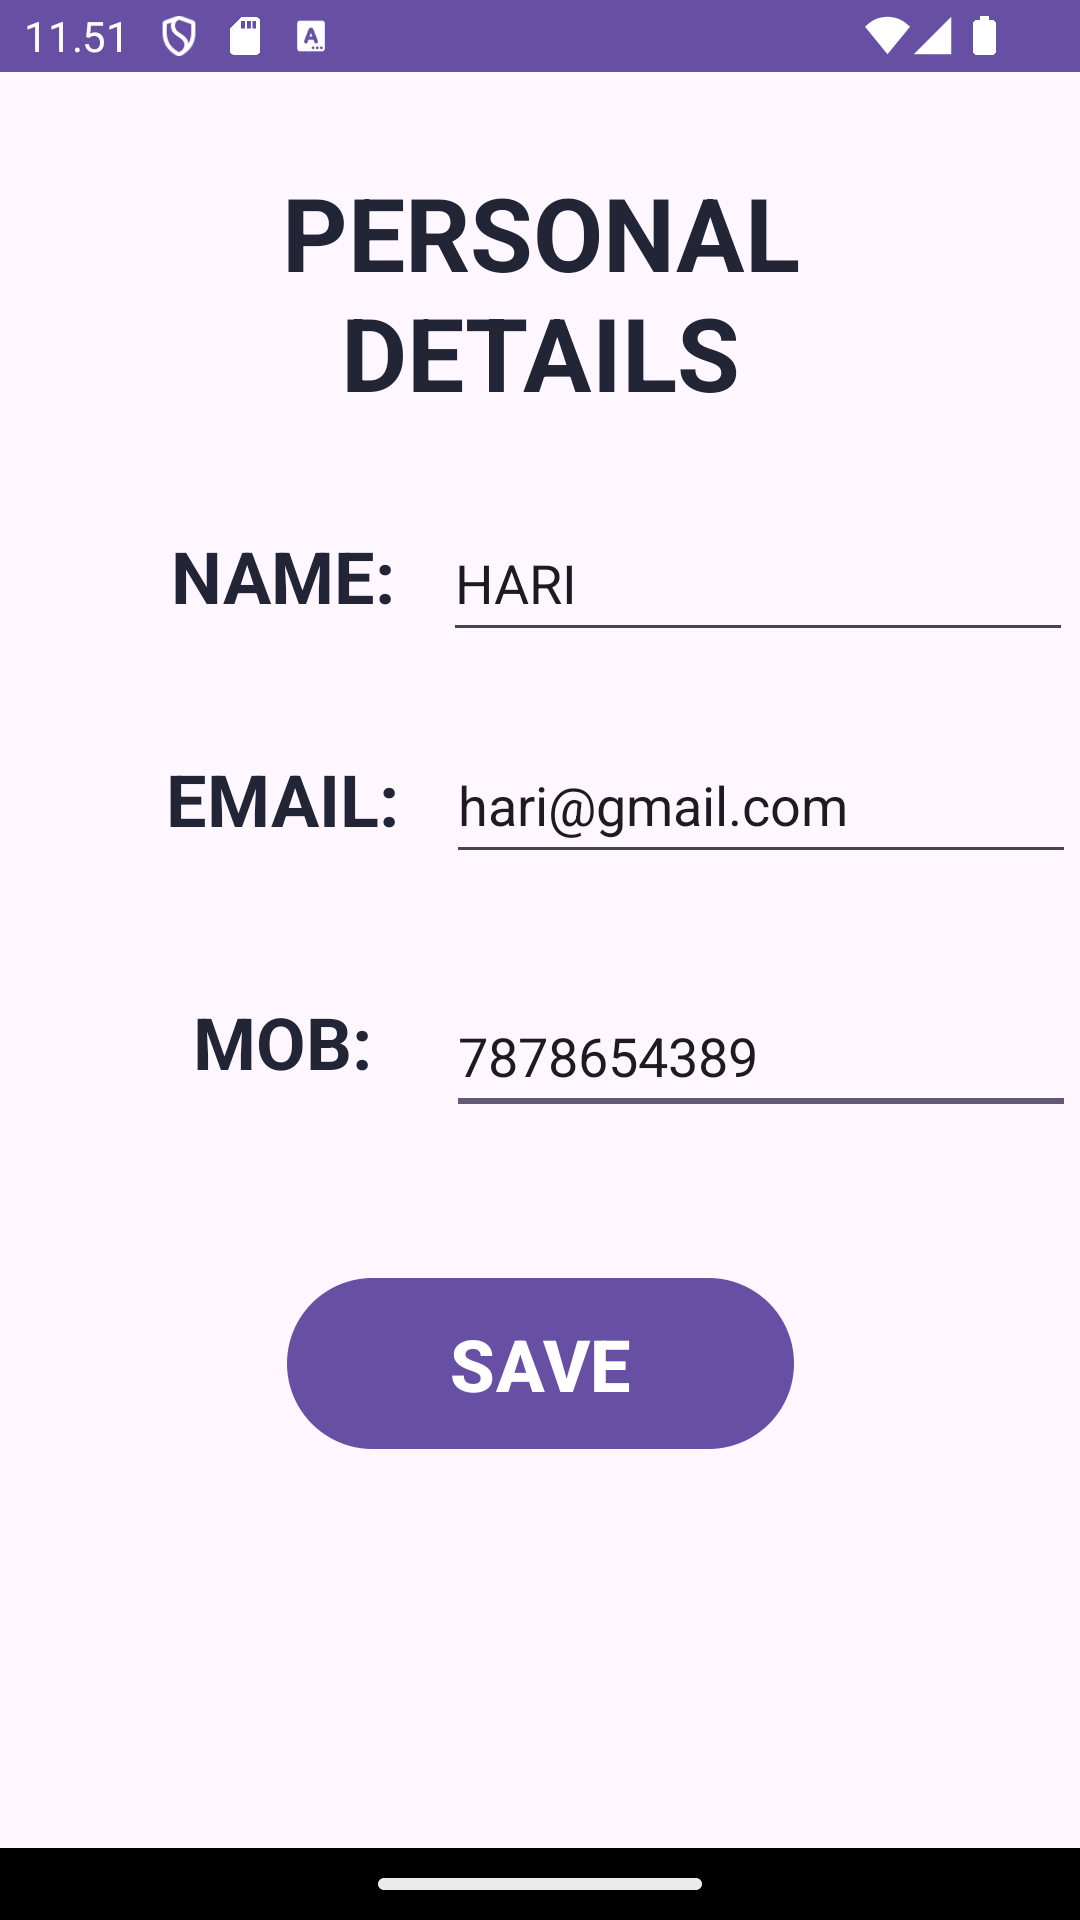 11.51
PERSONAL
DETAILS
NAME: HARI
EMAIL: hari@gmail.com
MOB: 7878654389
SAVE